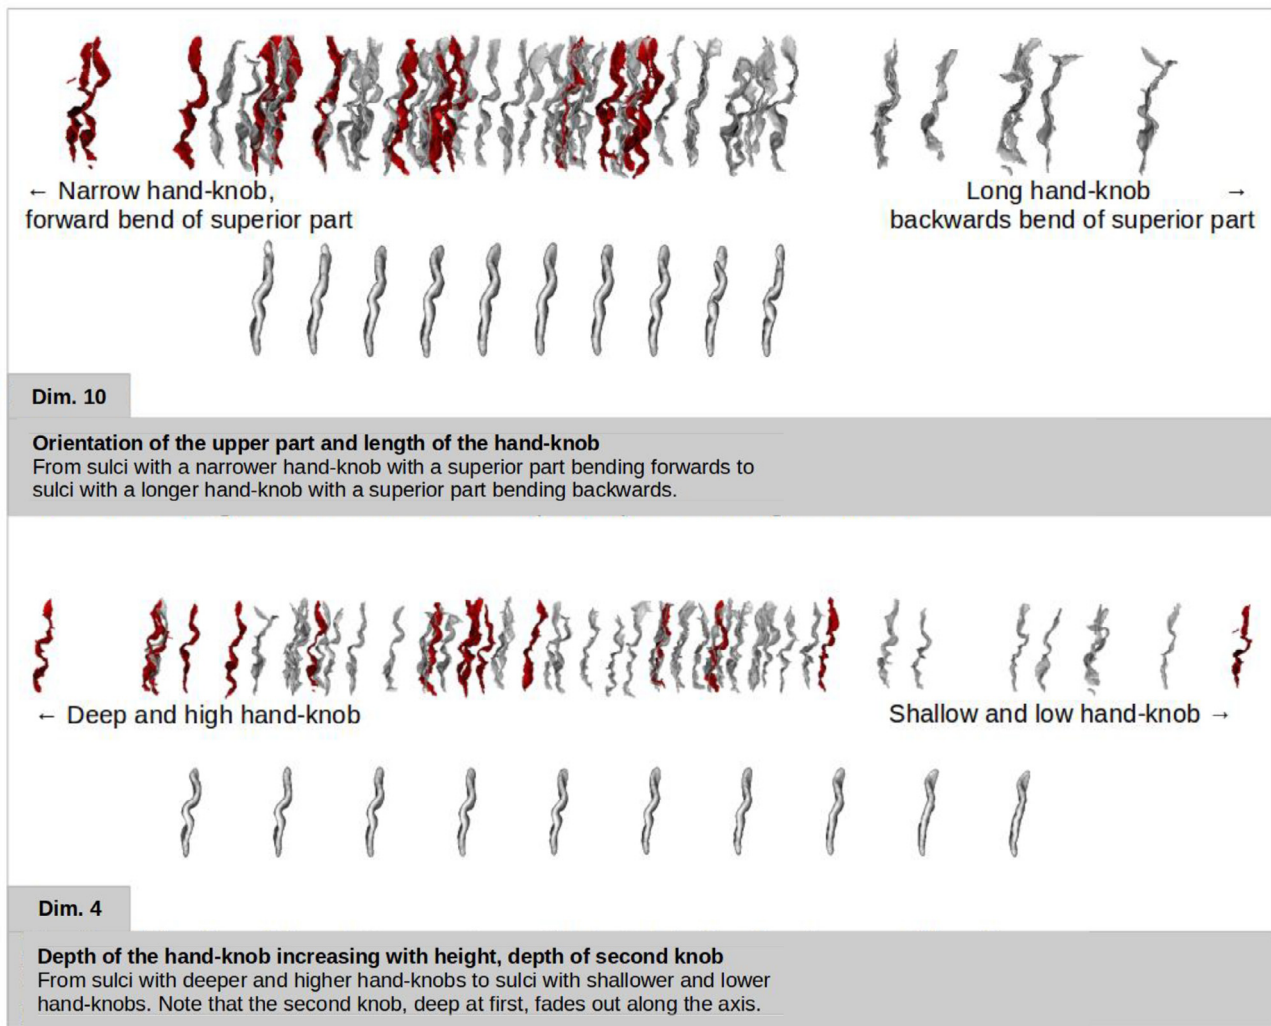 ← Narrow hand-knob,
forward bend of superior part
Long hand-knob →
backwards bend of superior part
Dim. 10
Orientation of the upper part and length of the hand-knob
From sulci with a narrower hand-knob with a superior part bending forwards to
sulci with a longer hand-knob with a superior part bending backwards.
← Deep and high hand-knob
Shallow and low hand-knob →
Dim. 4
Depth of the hand-knob increasing with height, depth of second knob
From sulci with deeper and higher hand-knobs to sulci with shallower and lower
hand-knobs. Note that the second knob, deep at first, fades out along the axis.